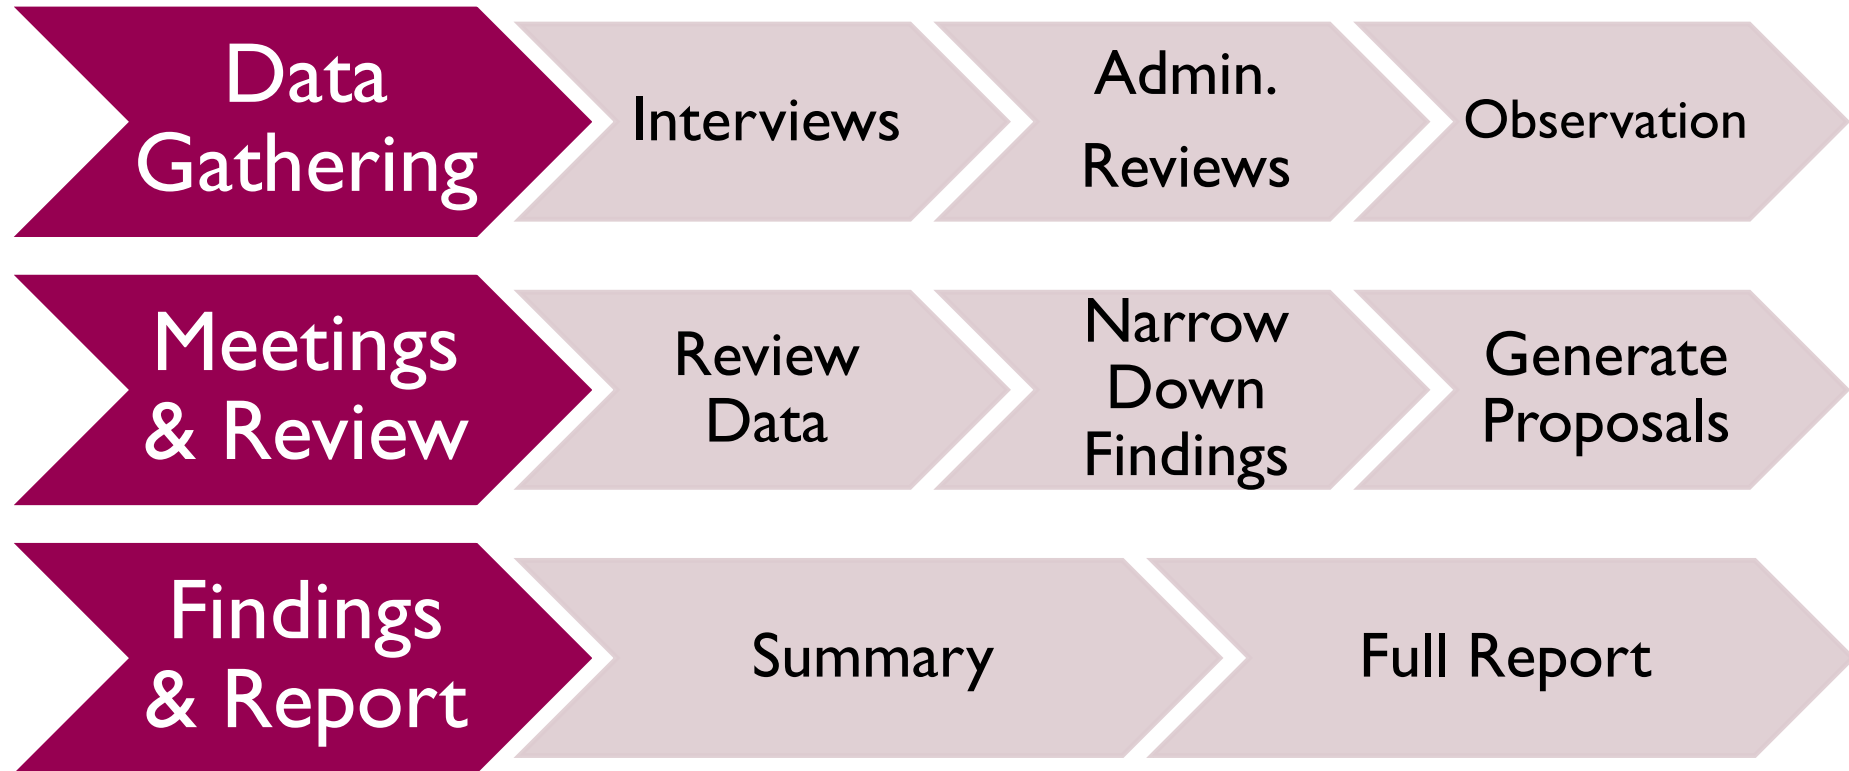 Data
Gathering
Interviews
Admin.
Reviews
Observation
Meetings
& Review
Review
Data
Narrow
Down
Findings
Generate
Proposals
Findings
& Report
Summary
Full Report